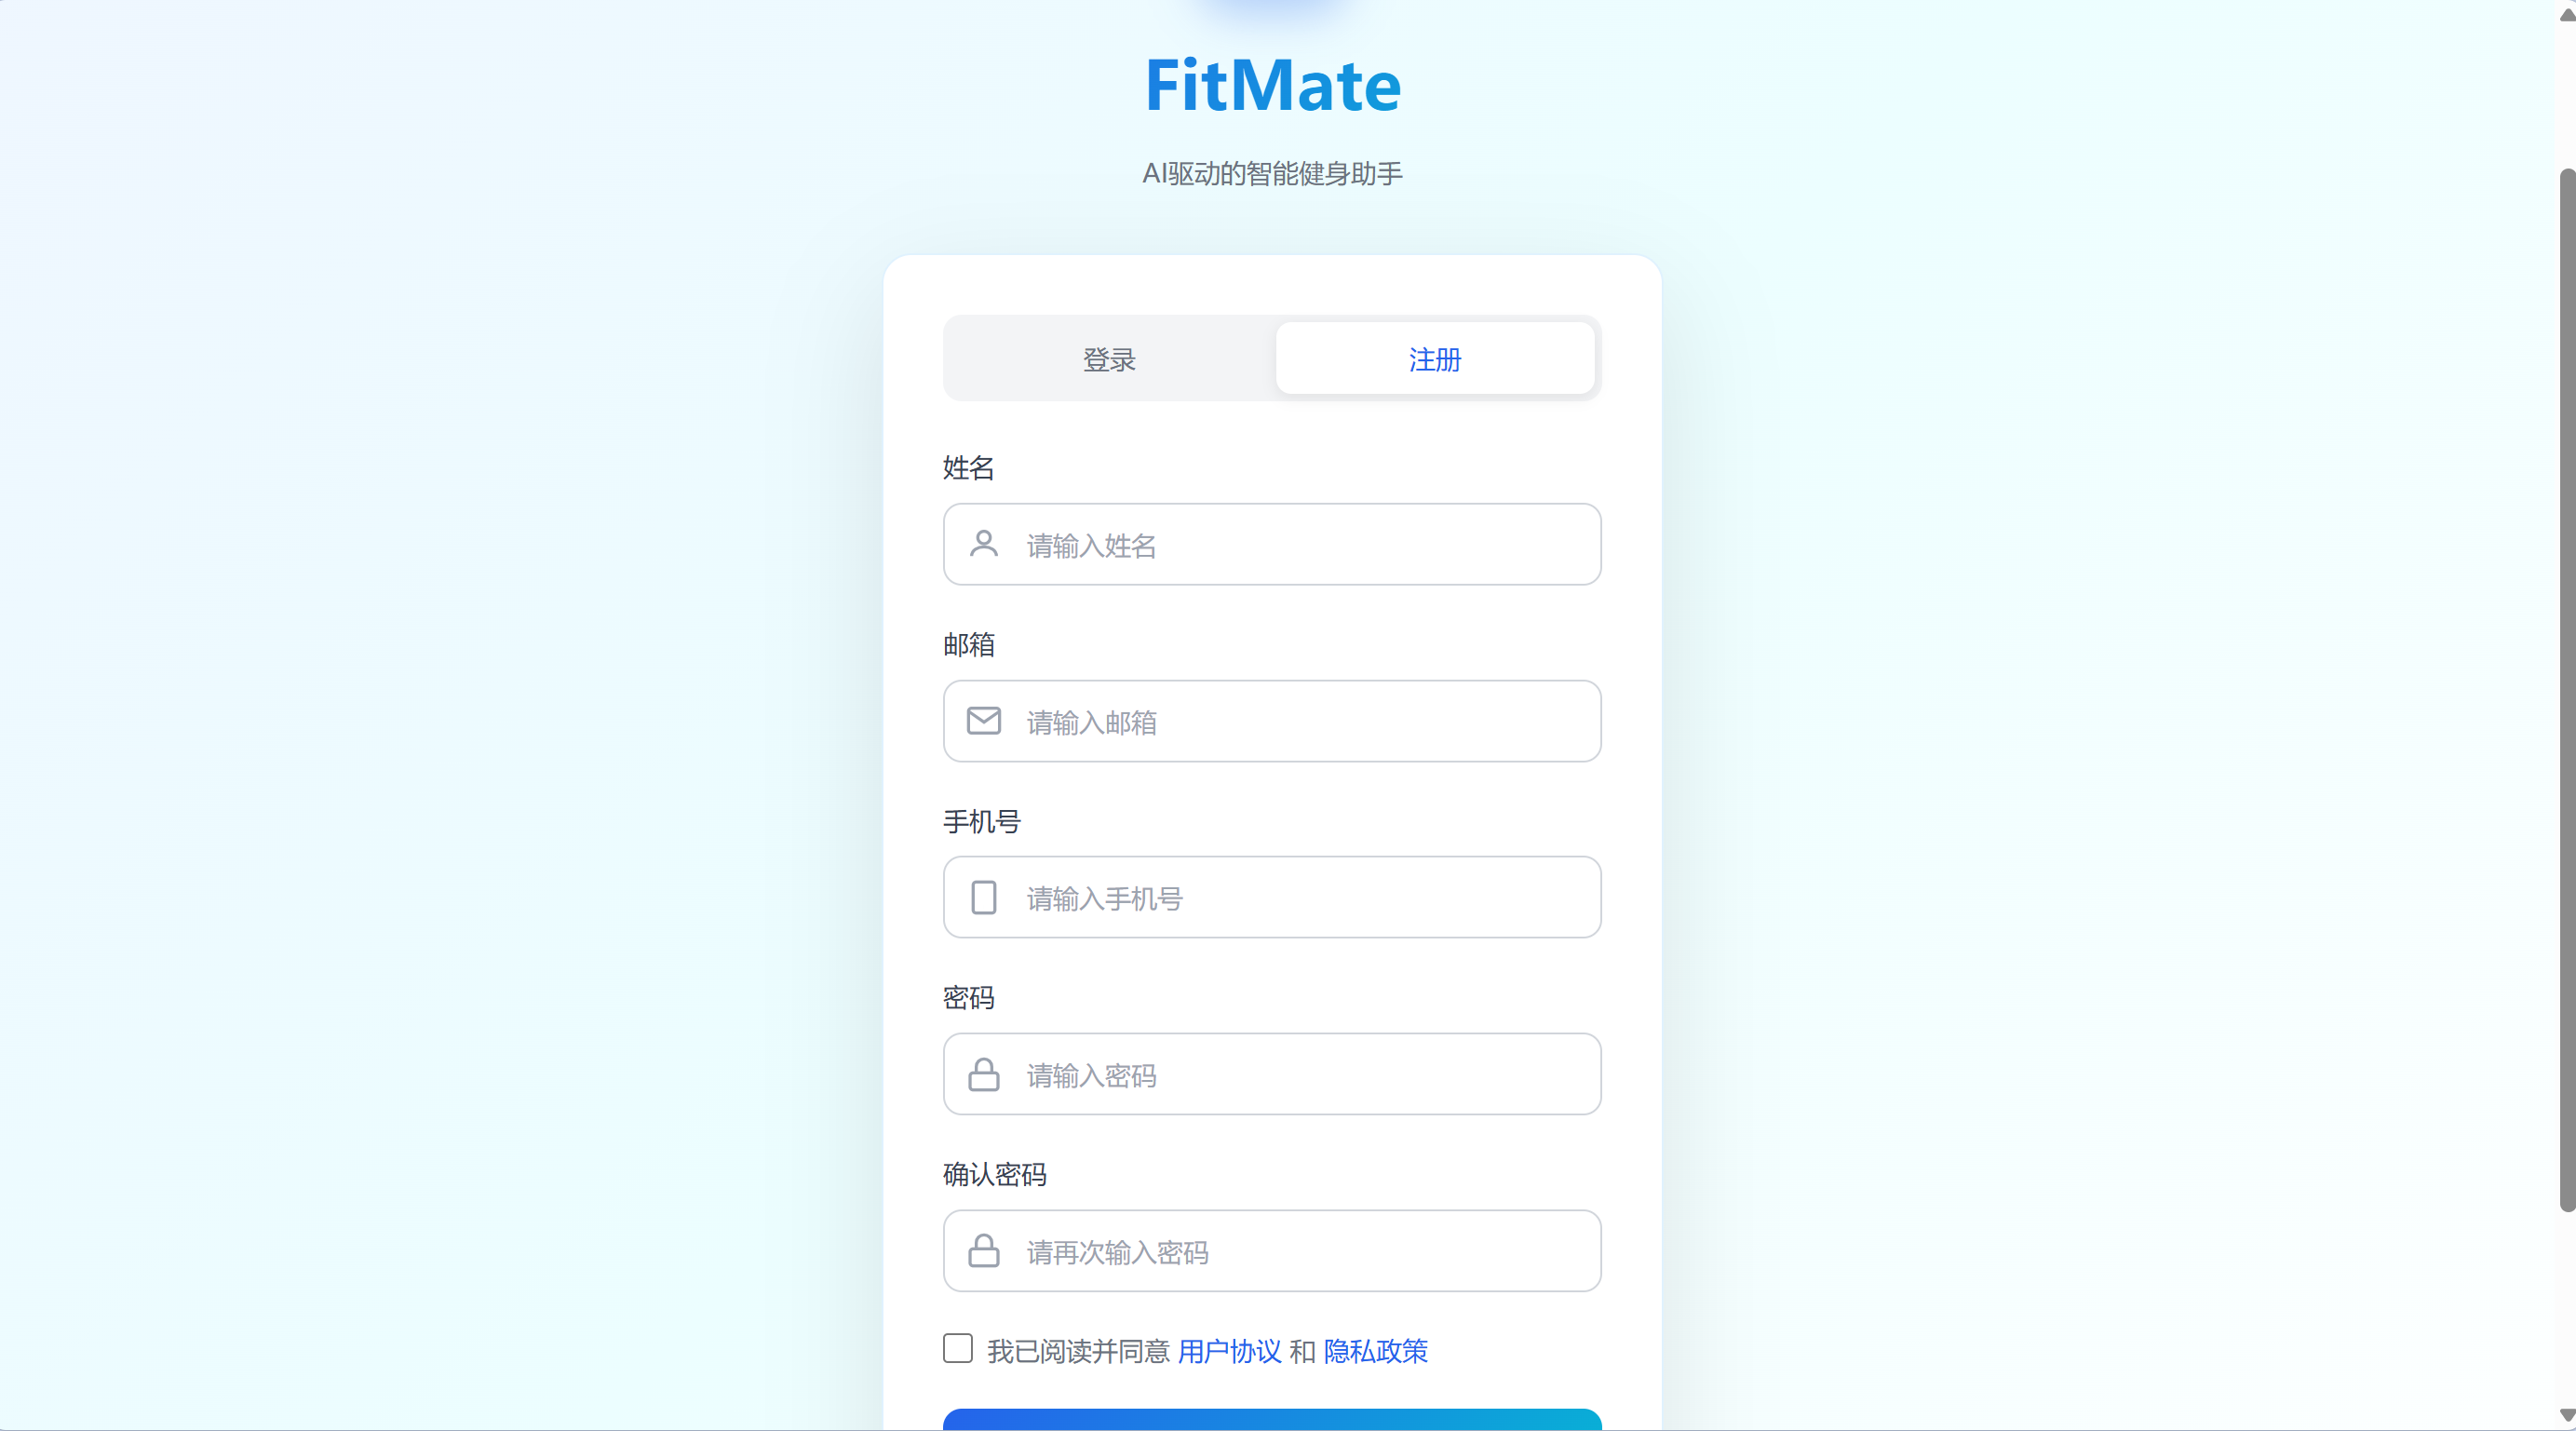 FitMate
AI驱动的智能健身助手
登录 注册
姓名
请输入姓名
邮箱
请输入邮箱
手机号
请输入手机号
密码
请输入密码
确认密码
请再次输入密码
我已阅读并同意 用户协议 和 隐私政策